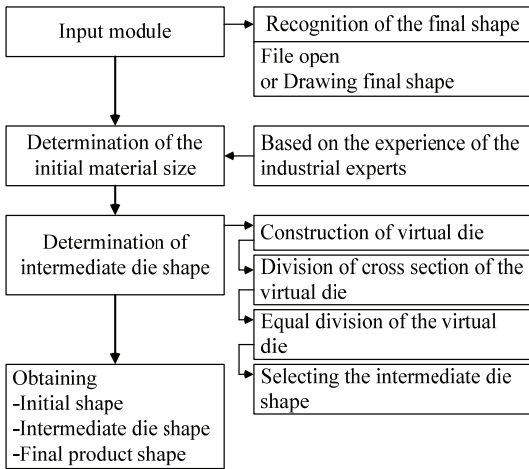 Input module
Recognition of the final shape
File open
or Drawing final shape
Determination of the
initial material size
Based on the experience of the
industrial experts
Determination of
intermediate die shape
Construction of virtual die
Division of cross section of the
virtual die
Equal division of the virtual
die
Selecting the intermediate die
shape
Obtaining
-Initial shape
-Intermediate die shape
-Final product shape